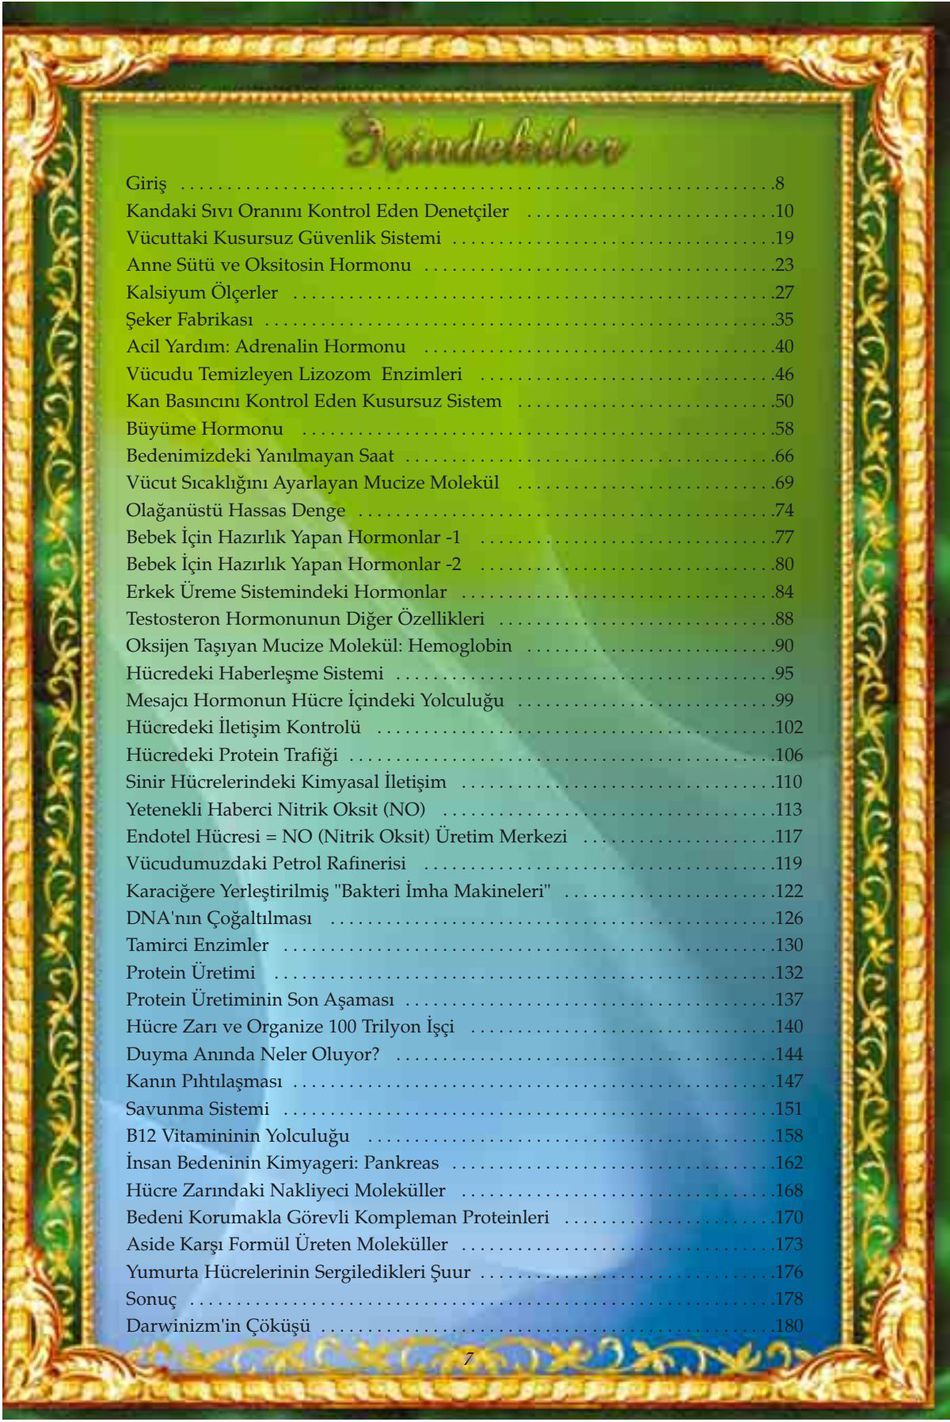 İçindekiler
Giriş ................................................................8
Kandaki Sıvı Oranını Kontrol Eden Denetçiler ...........................10
Vücuttaki Kusursuz Güvenlik Sistemi ...................................19
Anne Sütü ve Oksitosin Hormonu ......................................23
Kalsiyum Ölçerler ....................................................27
Şeker Fabrikası .......................................................35
Acil Yardım: Adrenalin Hormonu ......................................40
Vücudu Temizleyen Lizozom Enzimleri ................................46
Kan Basıncını Kontrol Eden Kusursuz Sistem ............................50
Büyüme Hormonu ...................................................58
Bedenimizdeki Yanılmayan Saat ........................................66
Vücut Sıcaklığını Ayarlayan Mucize Molekül ............................69
Olağanüstü Hassas Denge .............................................74
Bebek İçin Hazırlık Yapan Hormonlar -1 ................................77
Bebek İçin Hazırlık Yapan Hormonlar -2 ................................80
Erkek Üreme Sistemindeki Hormonlar ..................................84
Testosteron Hormonunun Diğer Özellikleri ..............................88
Oksijen Taşıyan Mucize Molekül: Hemoglobin ...........................90
Hücredeki Haberleşme Sistemi .........................................95
Mesajcı Hormonun Hücre İçindeki Yolculuğu ............................99
Hücredeki İletişim Kontrolü ...........................................102
Hücredeki Protein Trafiği ..............................................106
Sinir Hücrelerindeki Kimyasal İletişim ..................................110
Yetenekli Haberci Nitrik Oksit (NO) ....................................113
Endotel Hücresi = NO (Nitrik Oksit) Üretim Merkezi .....................117
Vücudumuzdaki Petrol Rafinerisi ......................................119
Karaciğere Yerleştirilmiş "Bakteri İmha Makineleri" .......................122
DNA'nın Çoğaltılması ................................................126
Tamirci Enzimler .....................................................130
Protein Üretimi ......................................................132
Protein Üretiminin Son Aşaması ........................................137
Hücre Zarı ve Organize 100 Trilyon İşçi .................................140
Duyma Anında Neler Oluyor? .........................................144
Kanın Pıhtılaşması ....................................................147
Savunma Sistemi .....................................................151
B12 Vitamininin Yolculuğu ............................................158
İnsan Bedeninin Kimyageri: Pankreas ...................................162
Hücre Zarındaki Nakliyeci Moleküller ..................................168
Bedeni Korumakla Görevli Kompleman Proteinleri .......................170
Aside Karşı Formül Üreten Moleküller ..................................173
Yumurta Hücrelerinin Sergiledikleri Şuur ................................176
Sonuç ...............................................................178
Darwinizm'in Çöküşü .................................................180
7